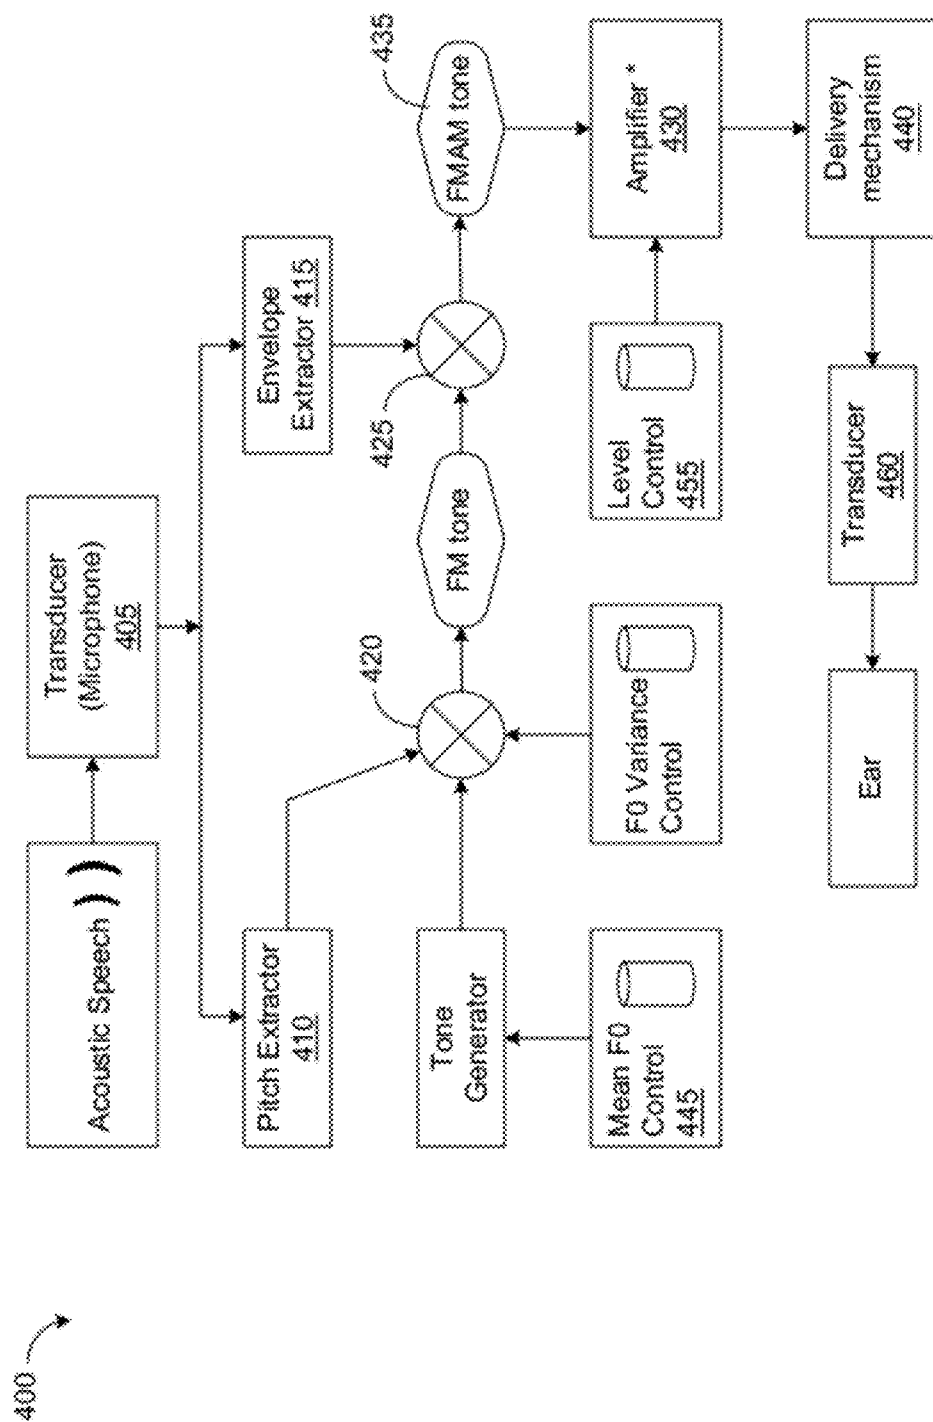 400
Acoustic Speech
Transducer
(Microphone)
405
Pitch Extractor
410
Envelope
Extractor 415
Tone
Generator
420
FM tone
425
FMAM tone
435
Mean F0
Control
445
F0 Variance
Control
Level
Control
455
Amplifier *
430
Ear
Transducer
460
Delivery
mechanism
440